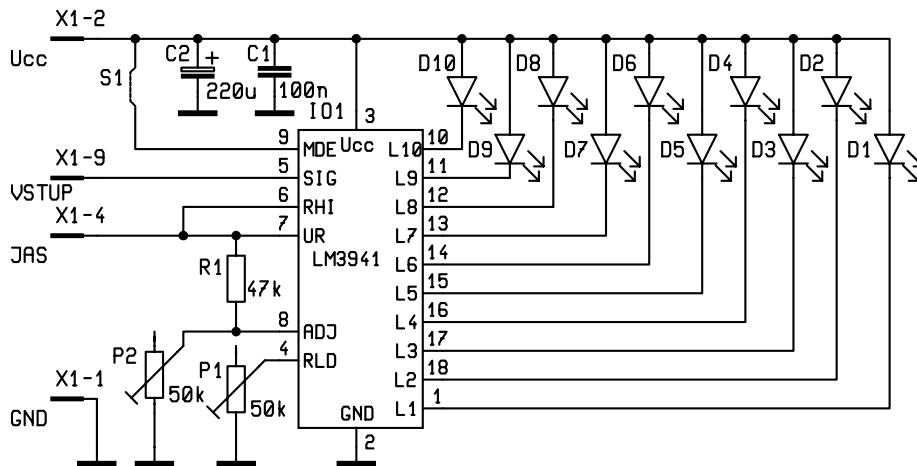 X1-2
Ucc
S1
C2
+
220u
C1
100n
IO1
3
D10
D8
D6
D4
D2
D9
D7
D5
D3
D1
X1-9
VSTUP
X1-4
JAS
9
MDE
Ucc
L10
10
5
SIG
L9
11
6
RHI
L8
12
7
UR
L7
13
LM3941
L6
14
R1
47k
L5
15
8
ADJ
L4
16
4
RLD
L3
17
P2
50k
P1
50k
L2
18
L1
1
X1-1
GND
GND
2